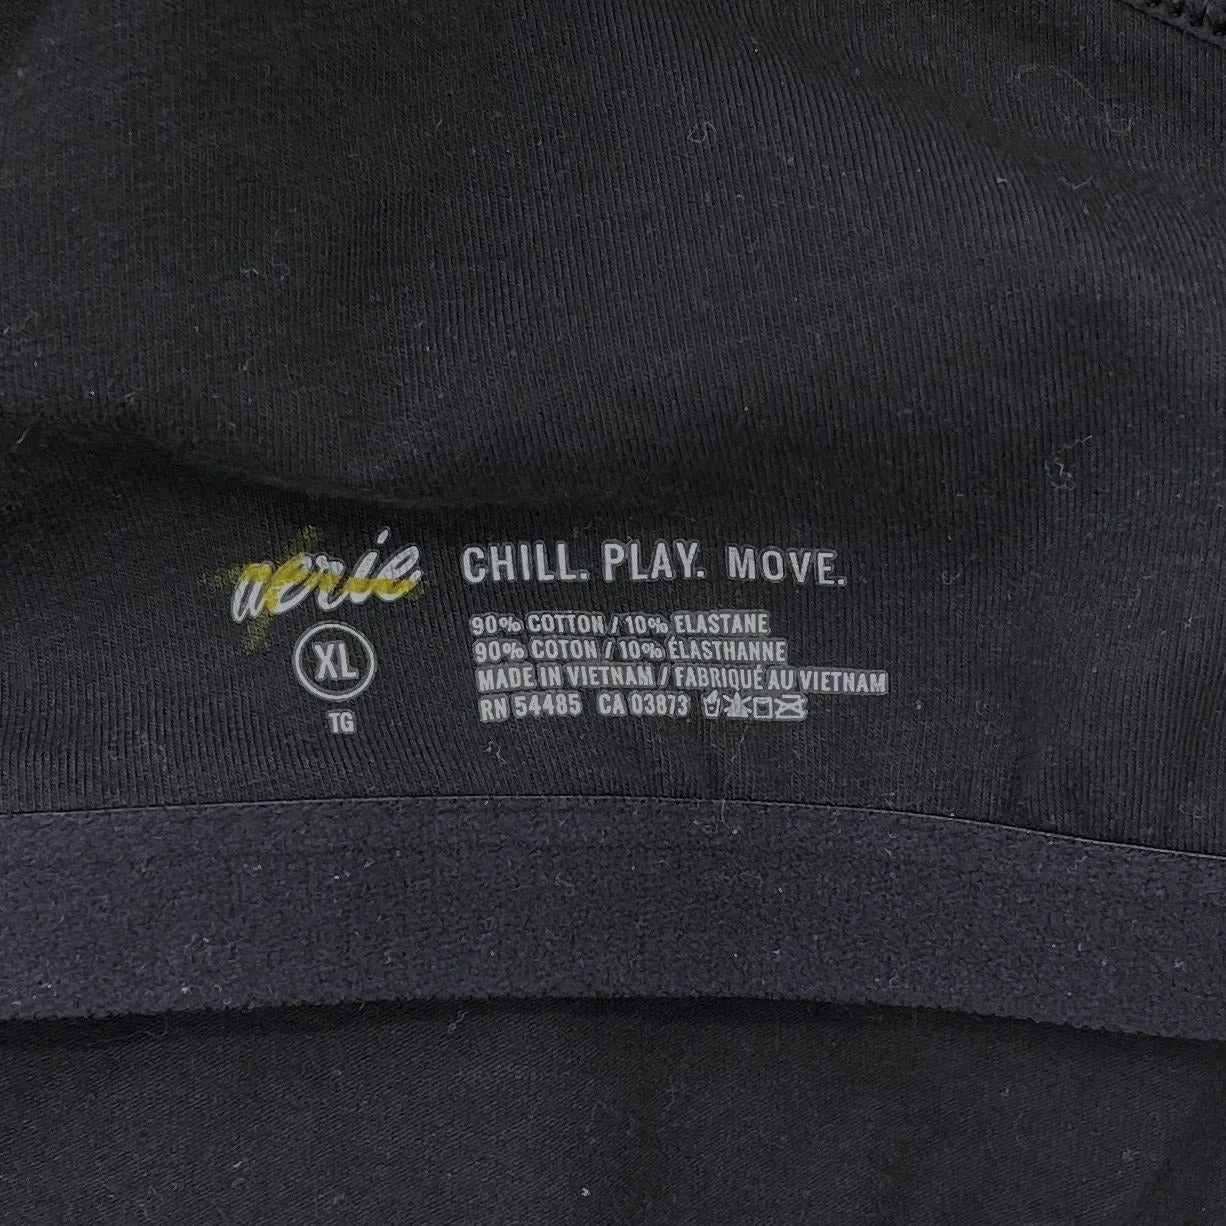 aerie CHILL. PLAY. MOVE.
XL
TG
90% COTTON / 10% ELASTANE
90% COTON / 10% ÉLASTHANNE
MADE IN VIETNAM / FABRIQUÉ AU VIETNAM
RN 54485 CA 03873